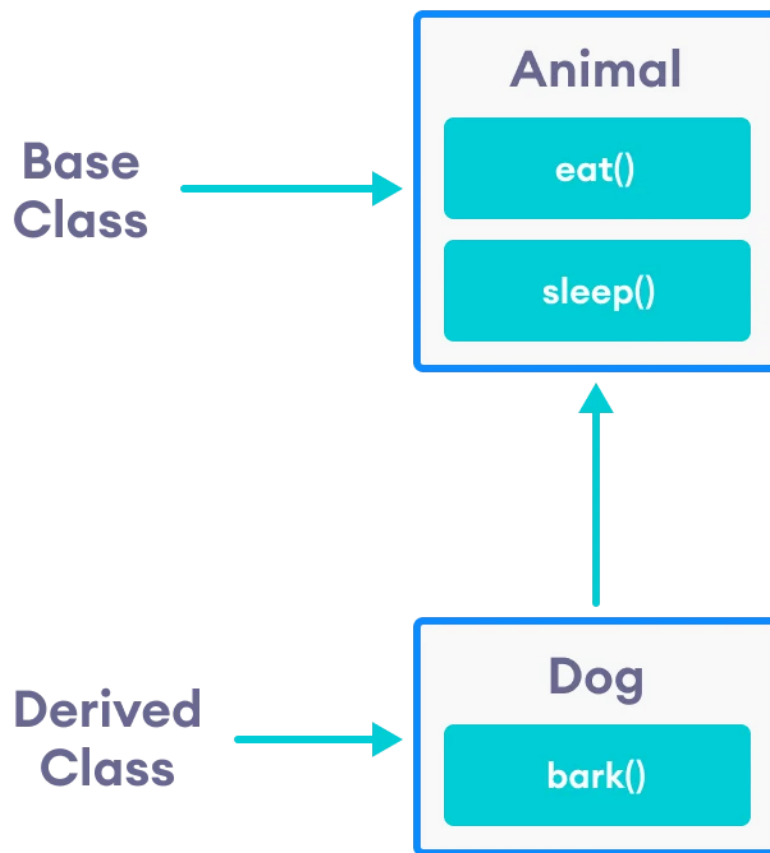 Animal
Base
Class
eat()
sleep()
Dog
Derived
Class
bark()